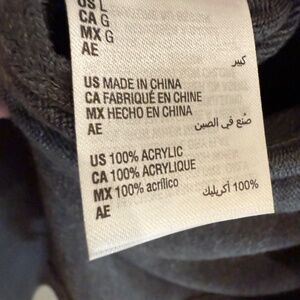 US L
CA G
MX G
AE
كبير
US MADE IN CHINA
CA FABRIQUÉ EN CHINE
MX HECHO EN CHINA
AE
صنع في الصين
US 100% ACRYLIC
CA 100% ACRYLIQUE
MX 100% acrílico
AE
100% أكريليك